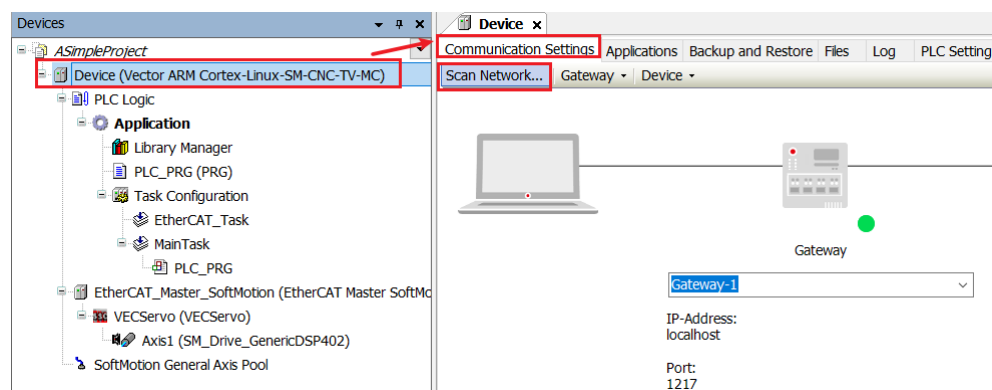 Devices
ASimpleProject
Device (Vector ARM Cortex-Linux-SM-CNC-TV-MC)
PLC Logic
Application
Library Manager
PLC_PRG (PRG)
Task Configuration
EtherCAT_Task
MainTask
PLC_PRG
EtherCAT_Master_SoftMotion (EtherCAT Master SoftMo
VECServo (VECServo)
Axis1 (SM_Drive_GenericDSP402)
SoftMotion General Axis Pool
Device
Communication Settings Applications Backup and Restore Files Log PLC Setting
Scan Network... Gateway Device
Gateway
Gateway-1
IP-Address:
localhost
Port:
1217